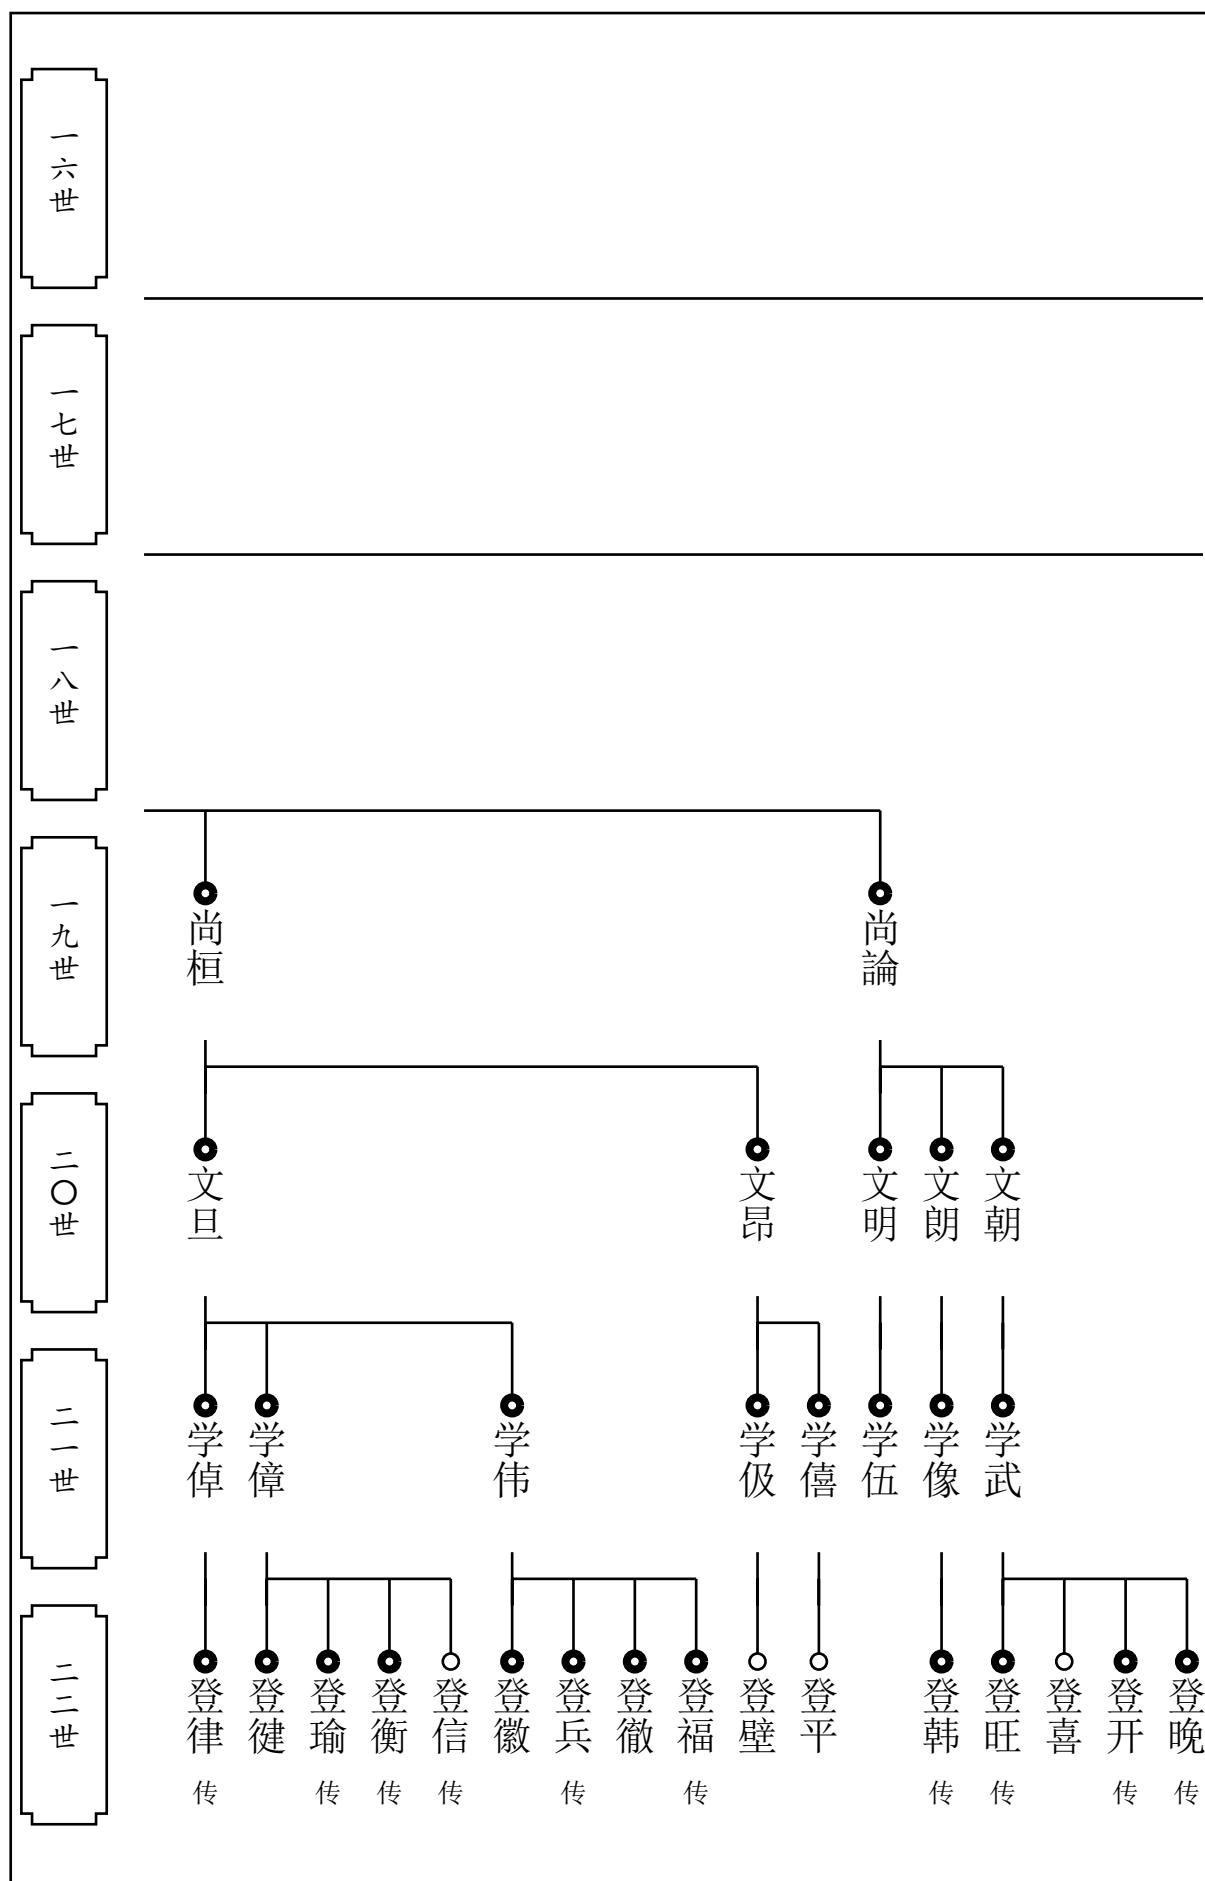 一六世
一七世
一八世
一九世
尚桓
尚論
二〇世
文旦
文昂
文明
文朗
文朝
二一世
学倬
学偉
学伟
学伋
学僖
学伍
学像
学武
二二世
登律
传
登徤
登瑜
传
登衡
传
登信
传
登徽
登兵
传
登徹
登福
传
登壁
登平
登韩
传
登旺
传
登喜
登开
传
登晚
传